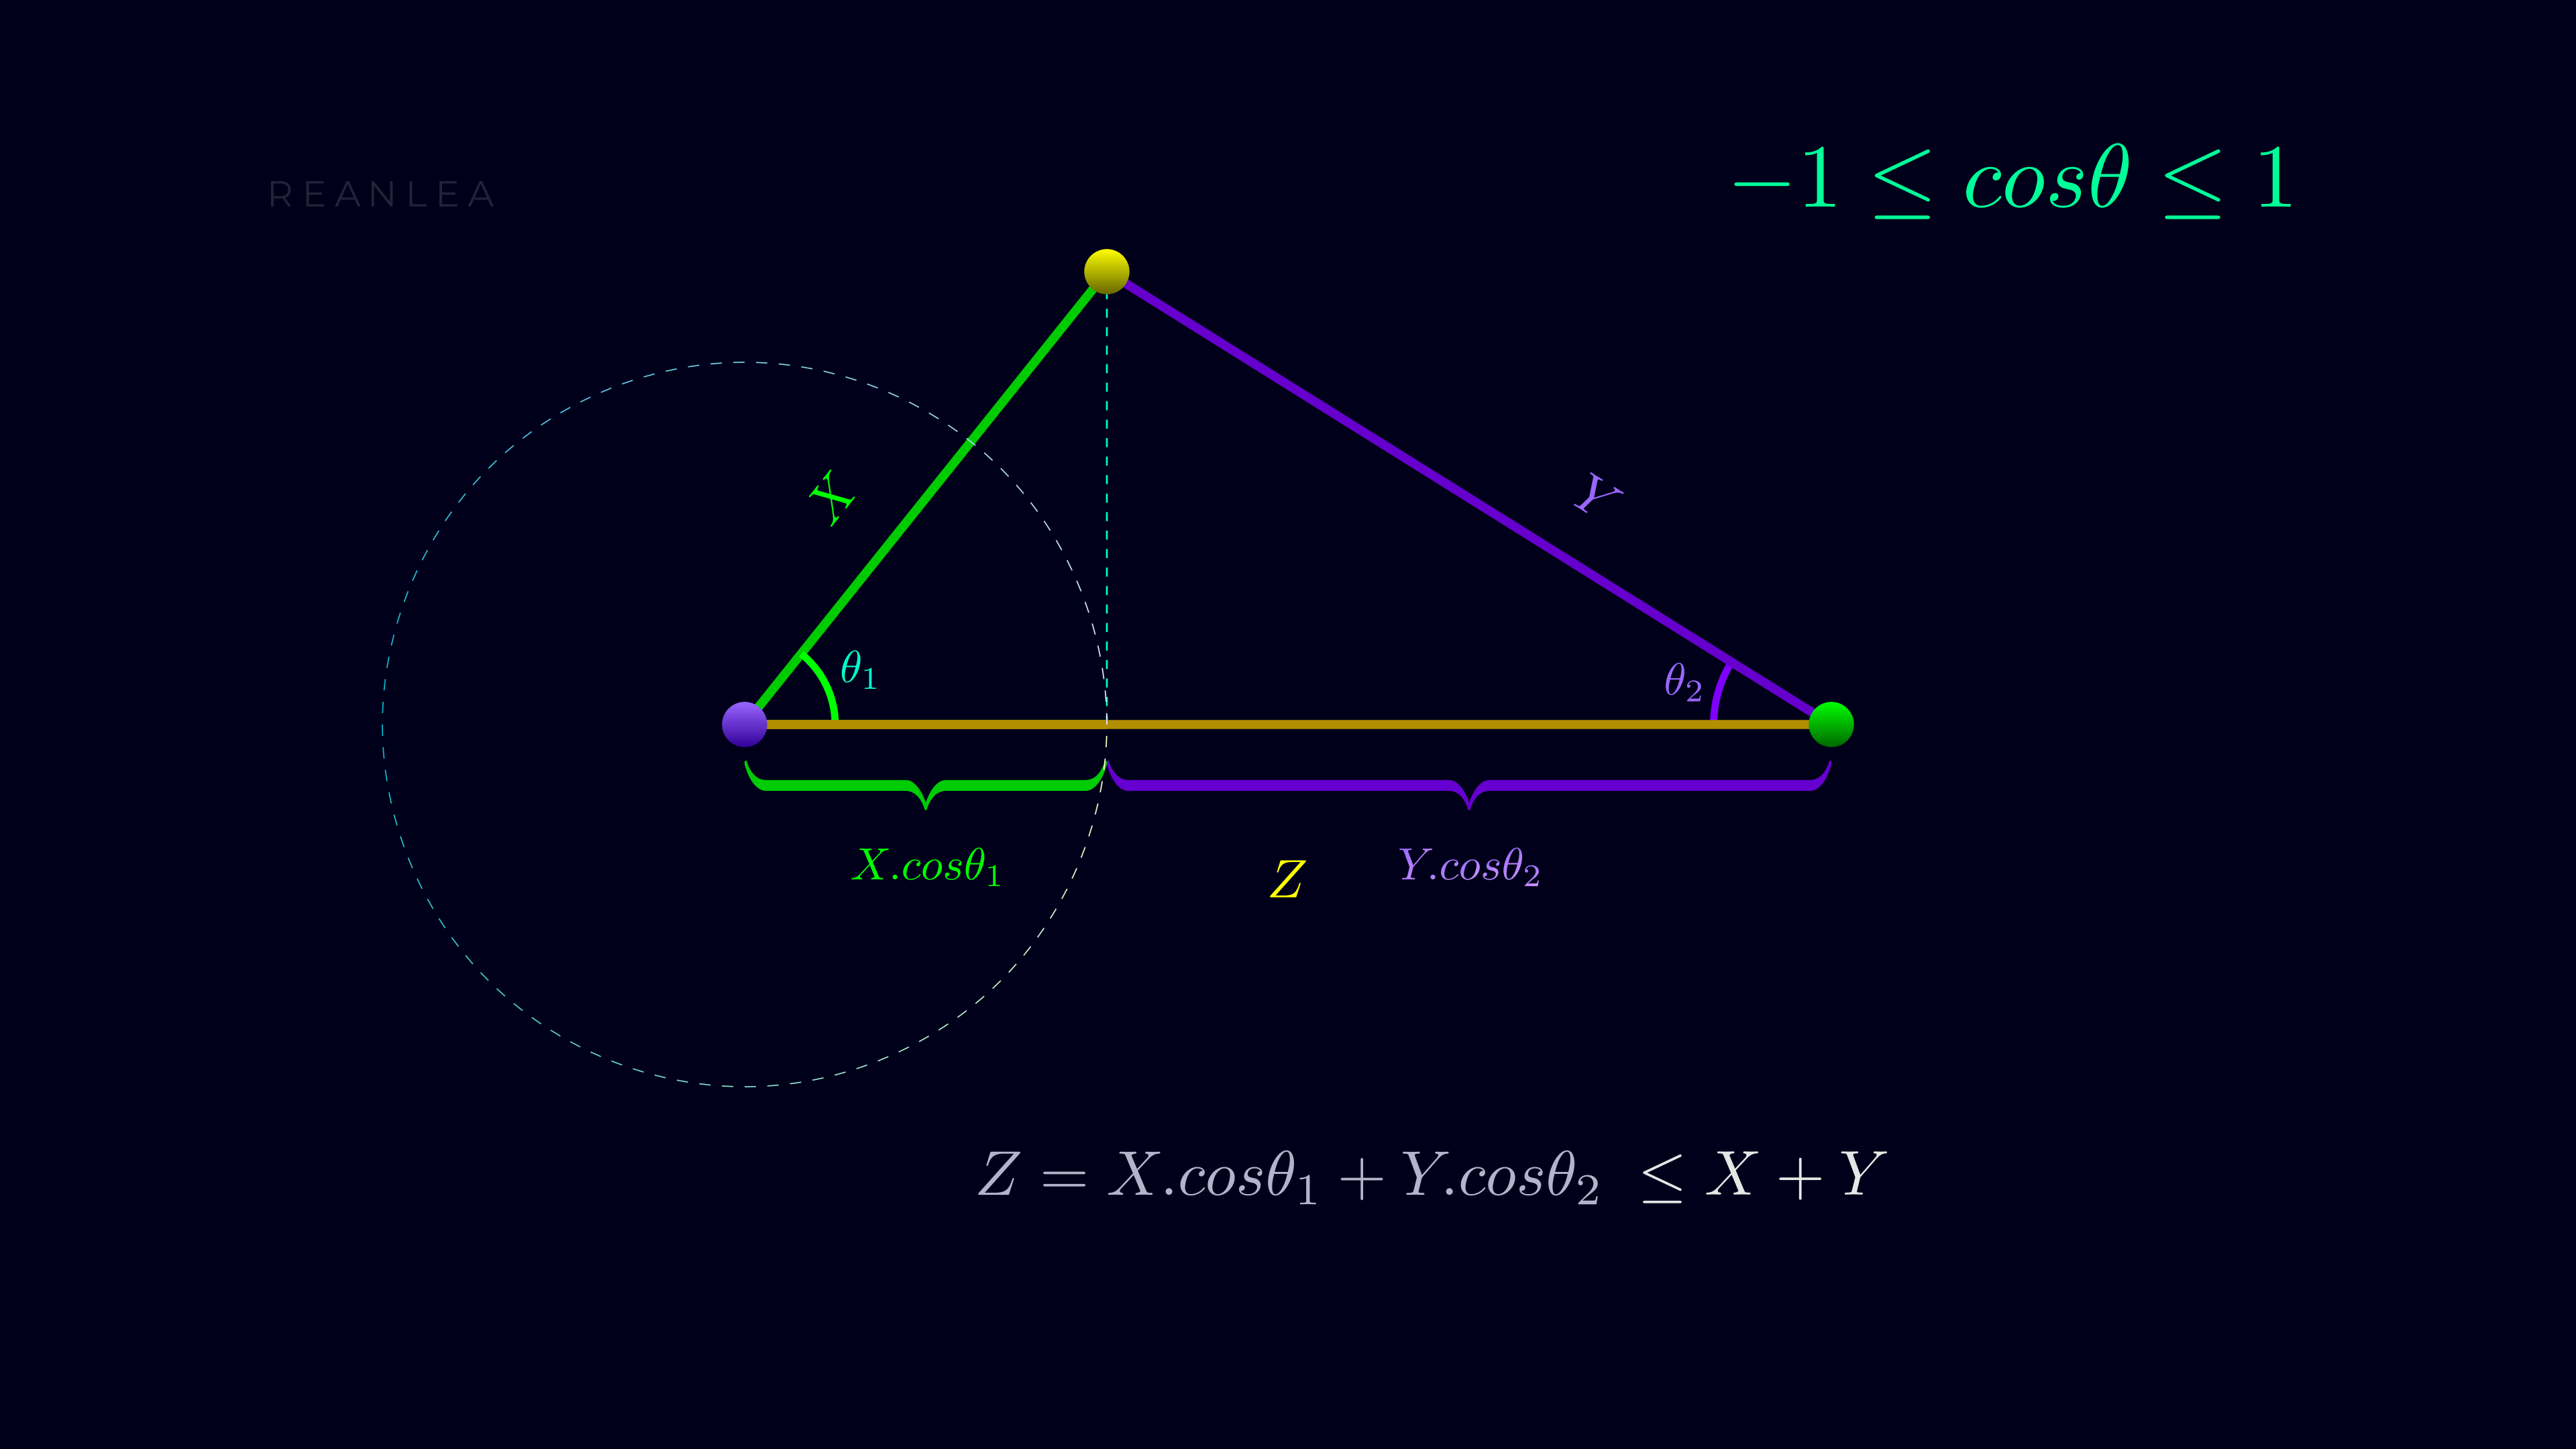 REANLEA
−1 ≤ cosθ ≤ 1
X
Y
θ₁
θ₂
X.cosθ₁
Z
Y.cosθ₂
Z = X.cosθ₁ + Y.cosθ₂ ≤ X + Y